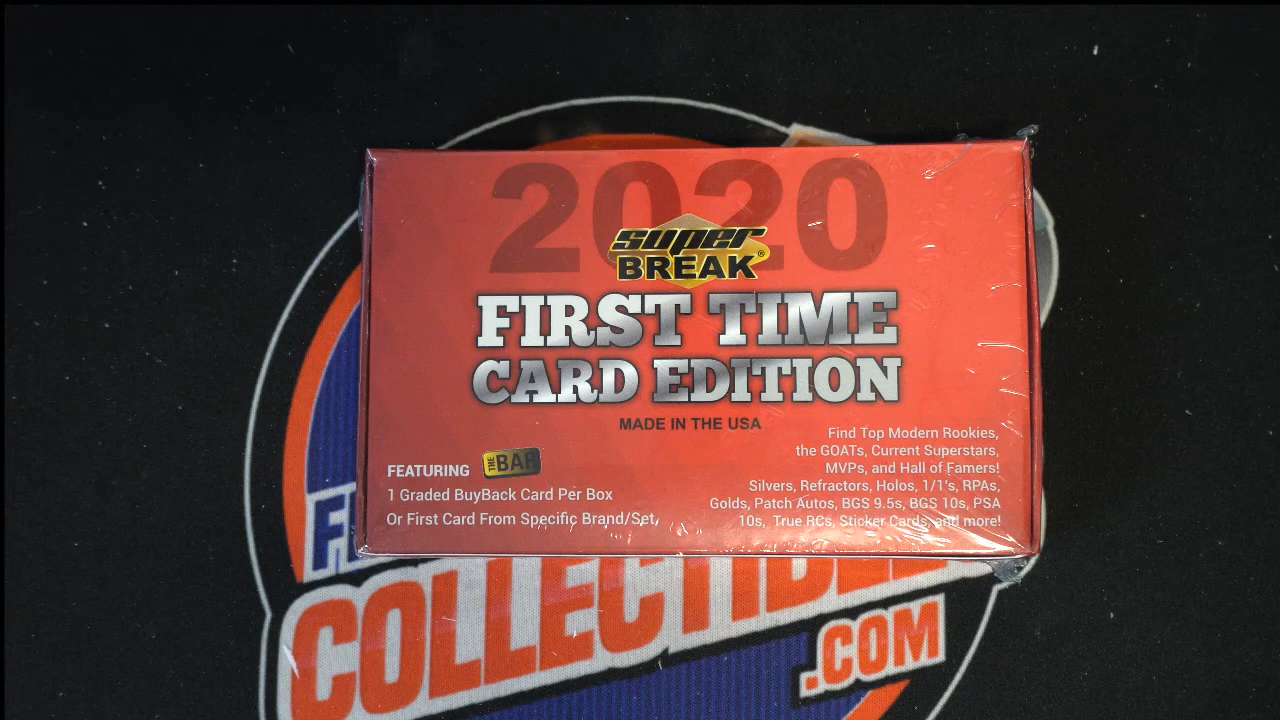 2020
super
BREAK®
FIRST TIME
CARD EDITION
MADE IN THE USA
Find Top Modern Rookies,
the GOATs, Current Superstars,
MVPs, and Hall of Famers!
Silvers, Refractors, Holos, 1/1's, RPAs,
Golds, Patch Autos, BGS 9.5s, BGS 10s, PSA
10s, True RCs, Sticker Cards, and more!
FEATURING THE BAR
1 Graded BuyBack Card Per Box
Or First Card From Specific Brand/Set,
COLLECTIBLE
.COM